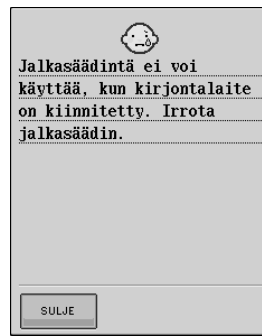 Jalkasäädintä ei voi
käyttää, kun kirjontalaite
on kiinnitetty. Irrota
jalkasäädin.
SULJE